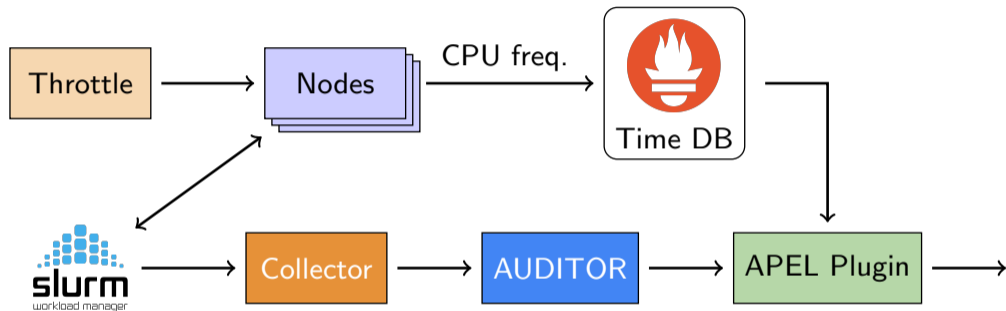 Throttle
Nodes
CPU freq.
Time DB
slurm
workload manager
Collector
AUDITOR
APEL Plugin